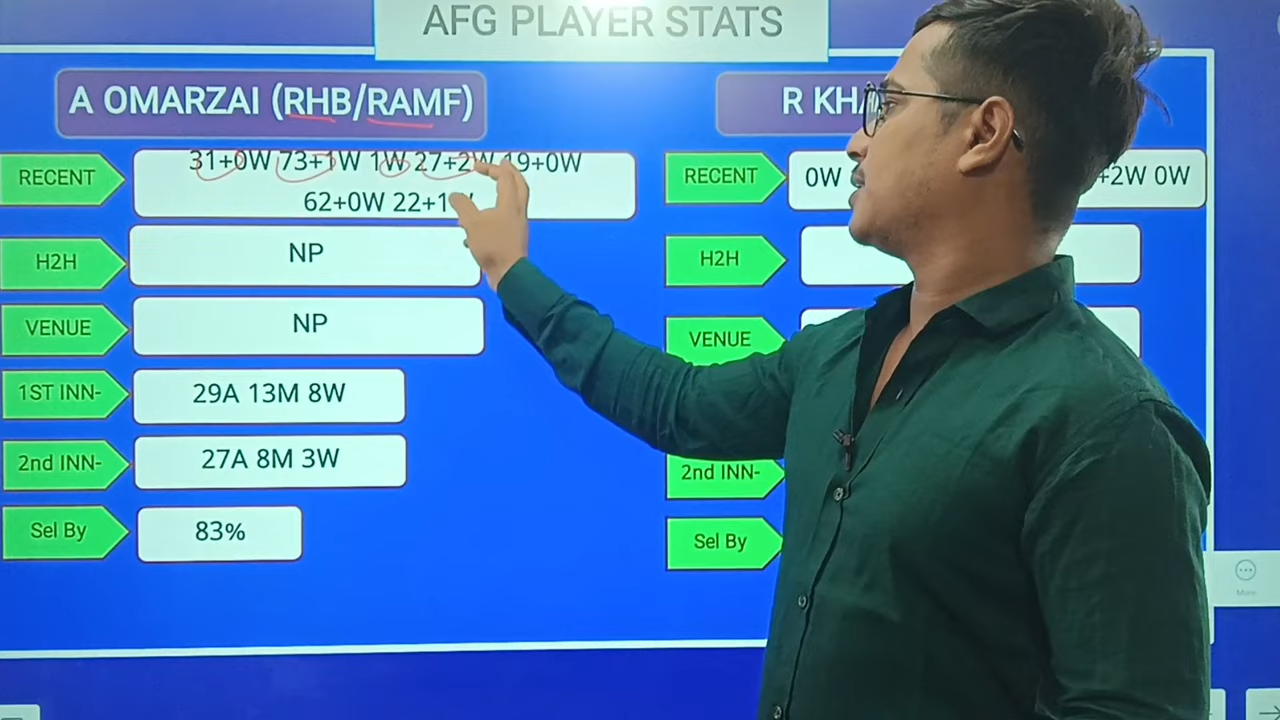 AFG PLAYER STATS
A OMARZAI (RHB/RAMF)
RECENT
31+0W 73+1W 1W 27+2W 19+0W
62+0W 22+1
H2H
NP
VENUE
NP
1ST INN-
29A 13M 8W
2nd INN-
27A 8M 3W
Sel By
83%
R
RECENT
0W +2W 0W
H2H
VENUE
2nd INN-
Sel By
More